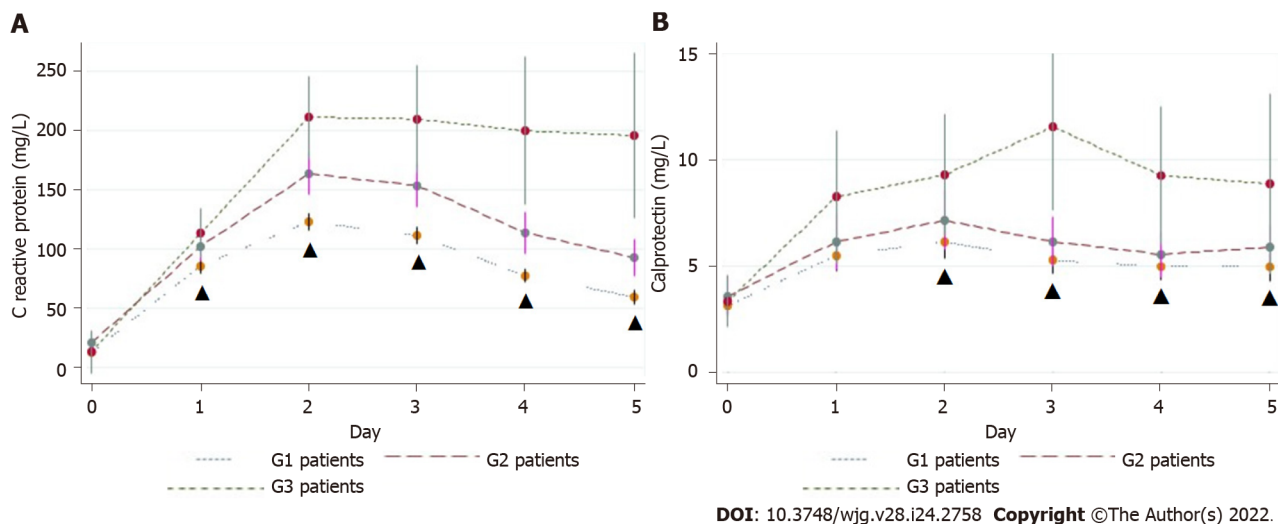 A
C reactive protein (mg/L)
250
200
150
100
50
0
0 1 2 3 4 5
Day
G1 patients G2 patients
G3 patients
B
Calprotectin (mg/L)
15
10
5
0
0 1 2 3 4 5
Day
G1 patients G2 patients
G3 patients
DOI: 10.3748/wjg.v28.i24.2758 Copyright ©The Author(s) 2022.